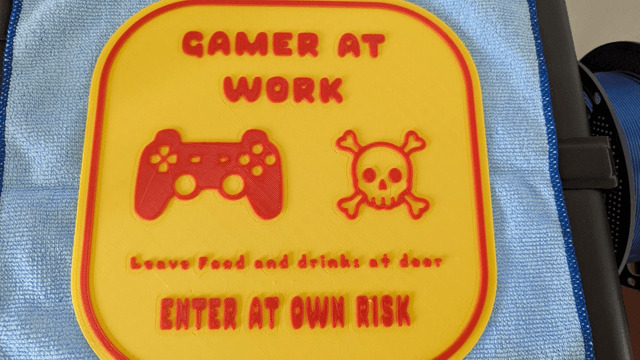 GAMER AT
WORK
Leave Food and drinks at door
ENTER AT OWN RISK